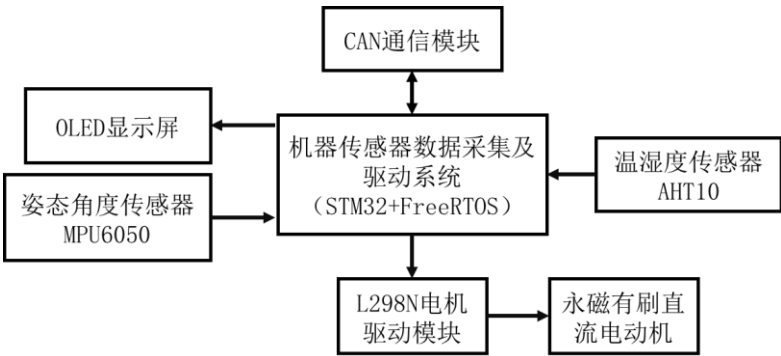 CAN通信模块
OLED显示屏
机器传感器数据采集及
驱动系统
（STM32+FreeRTOS）
温湿度传感器
AHT10
姿态角度传感器
MPU6050
L298N电机
驱动模块
永磁有刷直
流电动机